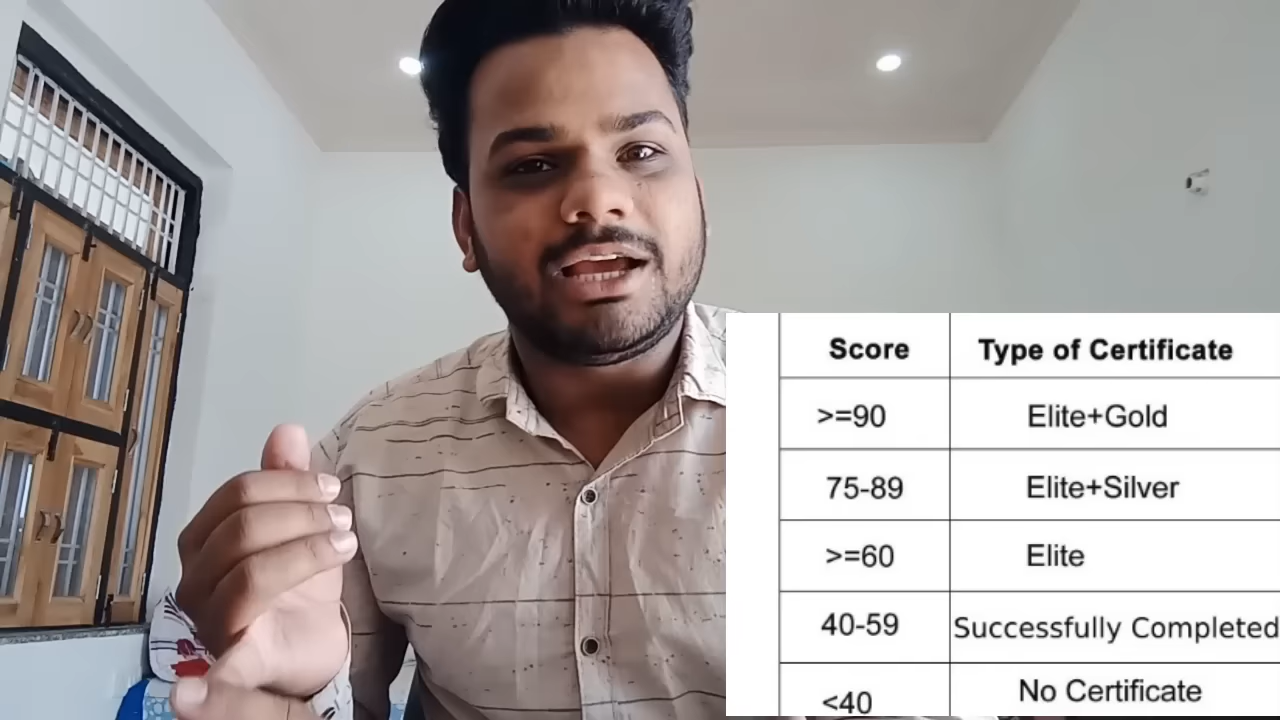 Score Type of Certificate
>=90 Elite+Gold
75-89 Elite+Silver
>=60 Elite
40-59 Successfully Completed
<40 No Certificate